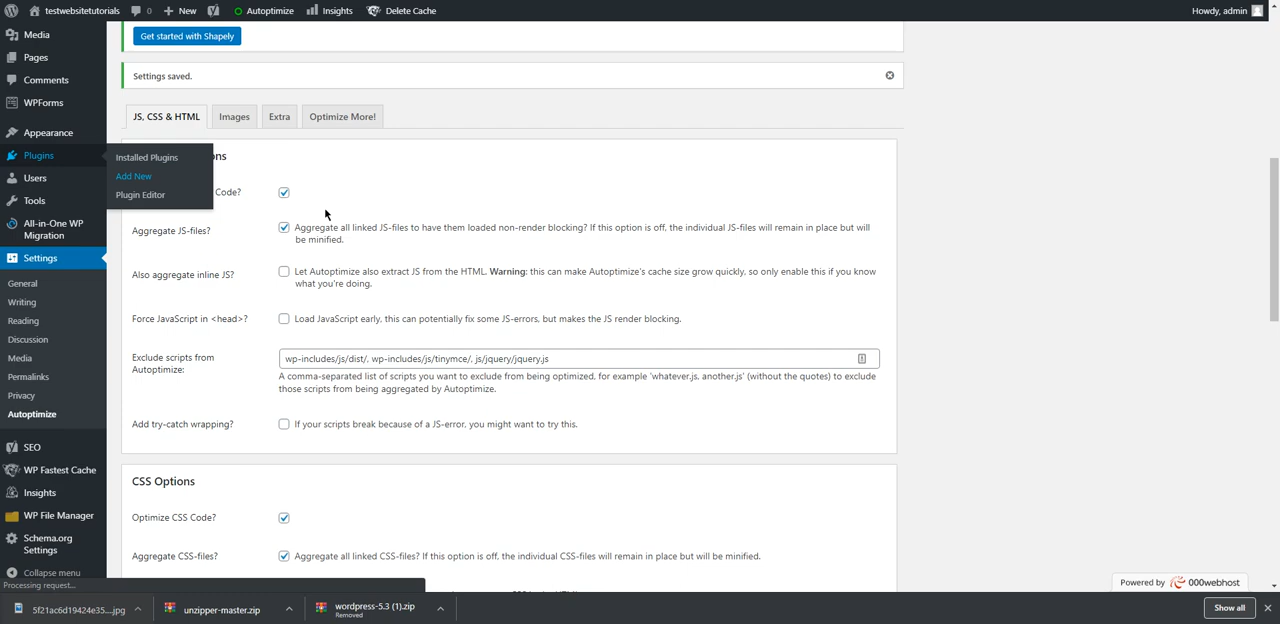 testwebsitetutorials 0 New Autoptimize Insights Delete Cache Howdy, admin
Media
Pages
Comments
WPForms
Appearance
Plugins
Users
Tools
All-in-One WP
Migration
Settings
General
Writing
Reading
Discussion
Media
Permalinks
Privacy
Autoptimize
SEO
WP Fastest Cache
Insights
WP File Manager
Schema.org
Settings
Collapse menu
Processing request...
Installed Plugins
Add New
Plugin Editor
Get started with Shapely
Settings saved.
JS, CSS & HTML Images Extra Optimize More!
ons
Code?
Aggregate JS-files? Aggregate all linked JS-files to have them loaded non-render blocking? If this option is off, the individual JS-files will remain in place but will
be minified.
Also aggregate inline JS? Let Autoptimize also extract JS from the HTML. Warning: this can make Autoptimize's cache size grow quickly, so only enable this if you know
what you're doing.
Force JavaScript in <head>? Load JavaScript early, this can potentially fix some JS-errors, but makes the JS render blocking.
Exclude scripts from
Autoptimize:
wp-includes/js/dist/, wp-includes/js/tinymce/, js/jquery/jquery.js
A comma-separated list of scripts you want to exclude from being optimized, for example 'whatever.js, another.js' (without the quotes) to exclude
those scripts from being aggregated by Autoptimize.
Add try-catch wrapping? If your scripts break because of a JS-error, you might want to try this.
CSS Options
Optimize CSS Code?
Aggregate CSS-files? Aggregate all linked CSS-files? If this option is off, the individual CSS-files will remain in place but will be minified.
Powered by 000webhost
5f21ac6d19424e35....jpg unzipper-master.zip wordpress-5.3 (1).zip Show all
Removed